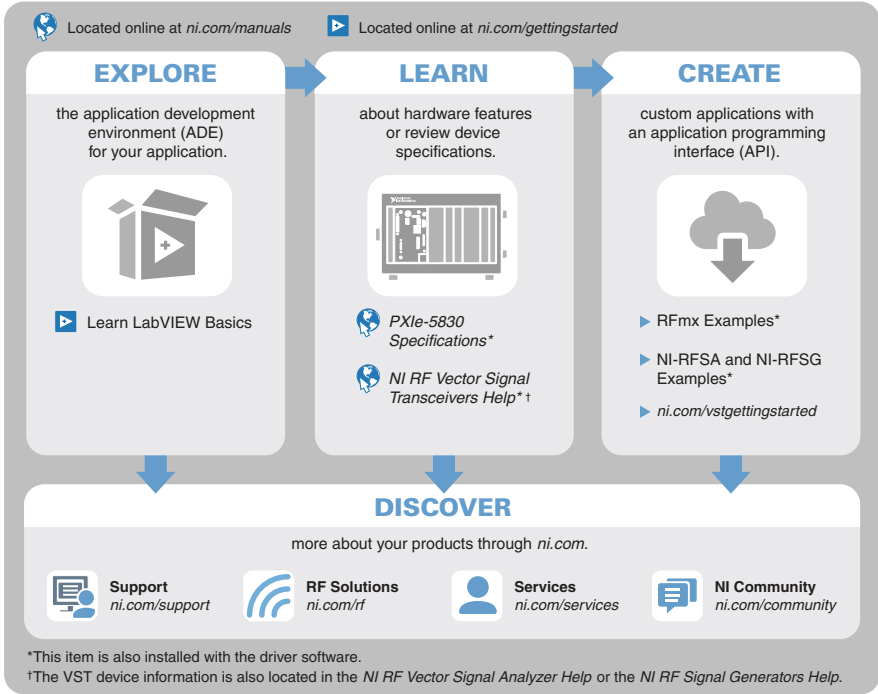 Located online at ni.com/manuals
Located online at ni.com/gettingstarted
EXPLORE
the application development
environment (ADE)
for your application.
Learn LabVIEW Basics
LEARN
about hardware features
or review device
specifications.
PXIe-5830
Specifications*
NI RF Vector Signal
Transceivers Help* †
CREATE
custom applications with
an application programming
interface (API).
RFmx Examples*
NI-RFSA and NI-RFSG
Examples*
ni.com/vstgettingstarted
DISCOVER
more about your products through ni.com.
Support
ni.com/support
RF Solutions
ni.com/rf
Services
ni.com/services
NI Community
ni.com/community
*This item is also installed with the driver software.
†The VST device information is also located in the NI RF Vector Signal Analyzer Help or the NI RF Signal Generators Help.